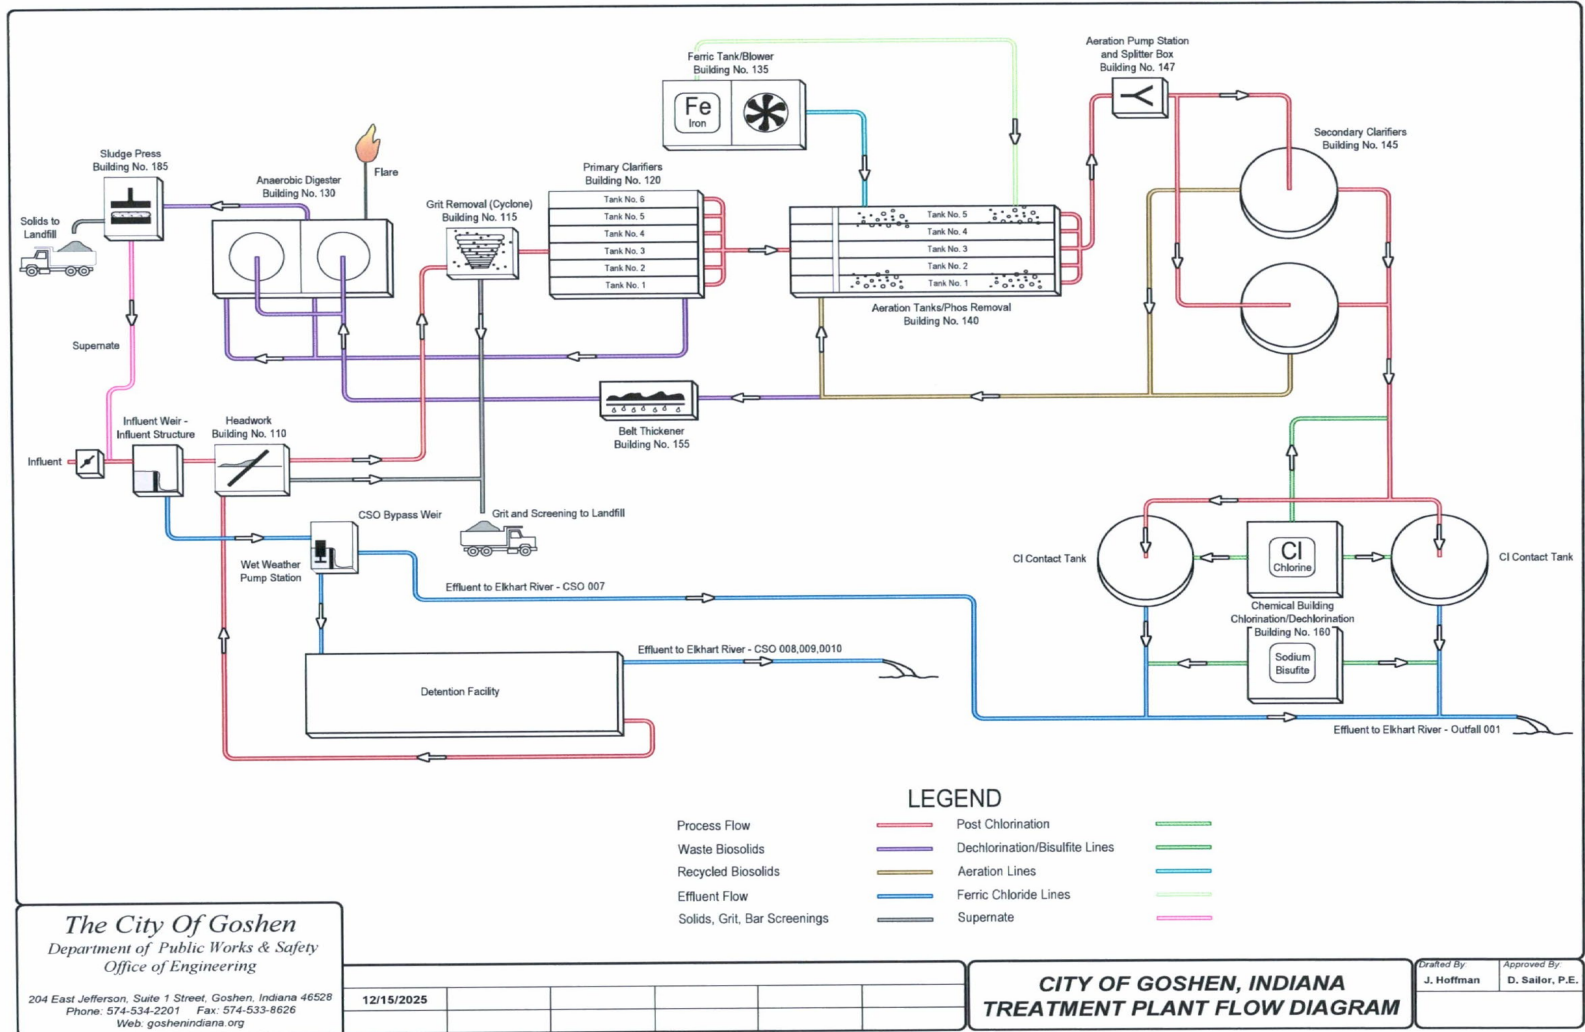 Ferric Tank/Blower
Building No. 135
Fe
Iron
Aeration Pump Station
and Splitter Box
Building No. 147
Secondary Clarifiers
Building No. 145
Sludge Press
Building No. 185
Flare
Anaerobic Digester
Building No. 130
Solids to
Landfill
Grit Removal (Cyclone)
Building No. 115
Primary Clarifiers
Building No. 120
Tank No. 6
Tank No. 5
Tank No. 4
Tank No. 3
Tank No. 2
Tank No. 1
Tank No. 5
Tank No. 4
Tank No. 3
Tank No. 2
Tank No. 1
Aeration Tanks/Phos Removal
Building No. 140
Supernate
Belt Thickener
Building No. 155
Influent
Influent Weir -
Influent Structure
Headwork
Building No. 110
CSO Bypass Weir
Wet Weather
Pump Station
Grit and Screening to Landfill
Effluent to Elkhart River - CSO 007
Effluent to Elkhart River - CSO 008,009,0010
Detention Facility
Cl Contact Tank
Cl
Chlorine
Cl Contact Tank
Chemical Building
Chlorination/Dechlorination
Building No. 160
Sodium
Bisufite
Effluent to Elkhart River - Outfall 001
LEGEND
Process Flow
Waste Biosolids
Recycled Biosolids
Effluent Flow
Solids, Grit, Bar Screenings
Post Chlorination
Dechlorination/Bisulfite Lines
Aeration Lines
Ferric Chloride Lines
Supernate
The City Of Goshen
Department of Public Works & Safety
Office of Engineering
204 East Jefferson, Suite 1 Street, Goshen, Indiana 46528
Phone: 574-534-2201 Fax: 574-533-8626
Web: goshenindiana.org
12/15/2025
CITY OF GOSHEN, INDIANA
TREATMENT PLANT FLOW DIAGRAM
Drafted By:
J. Hoffman
Approved By:
D. Sailor, P.E.